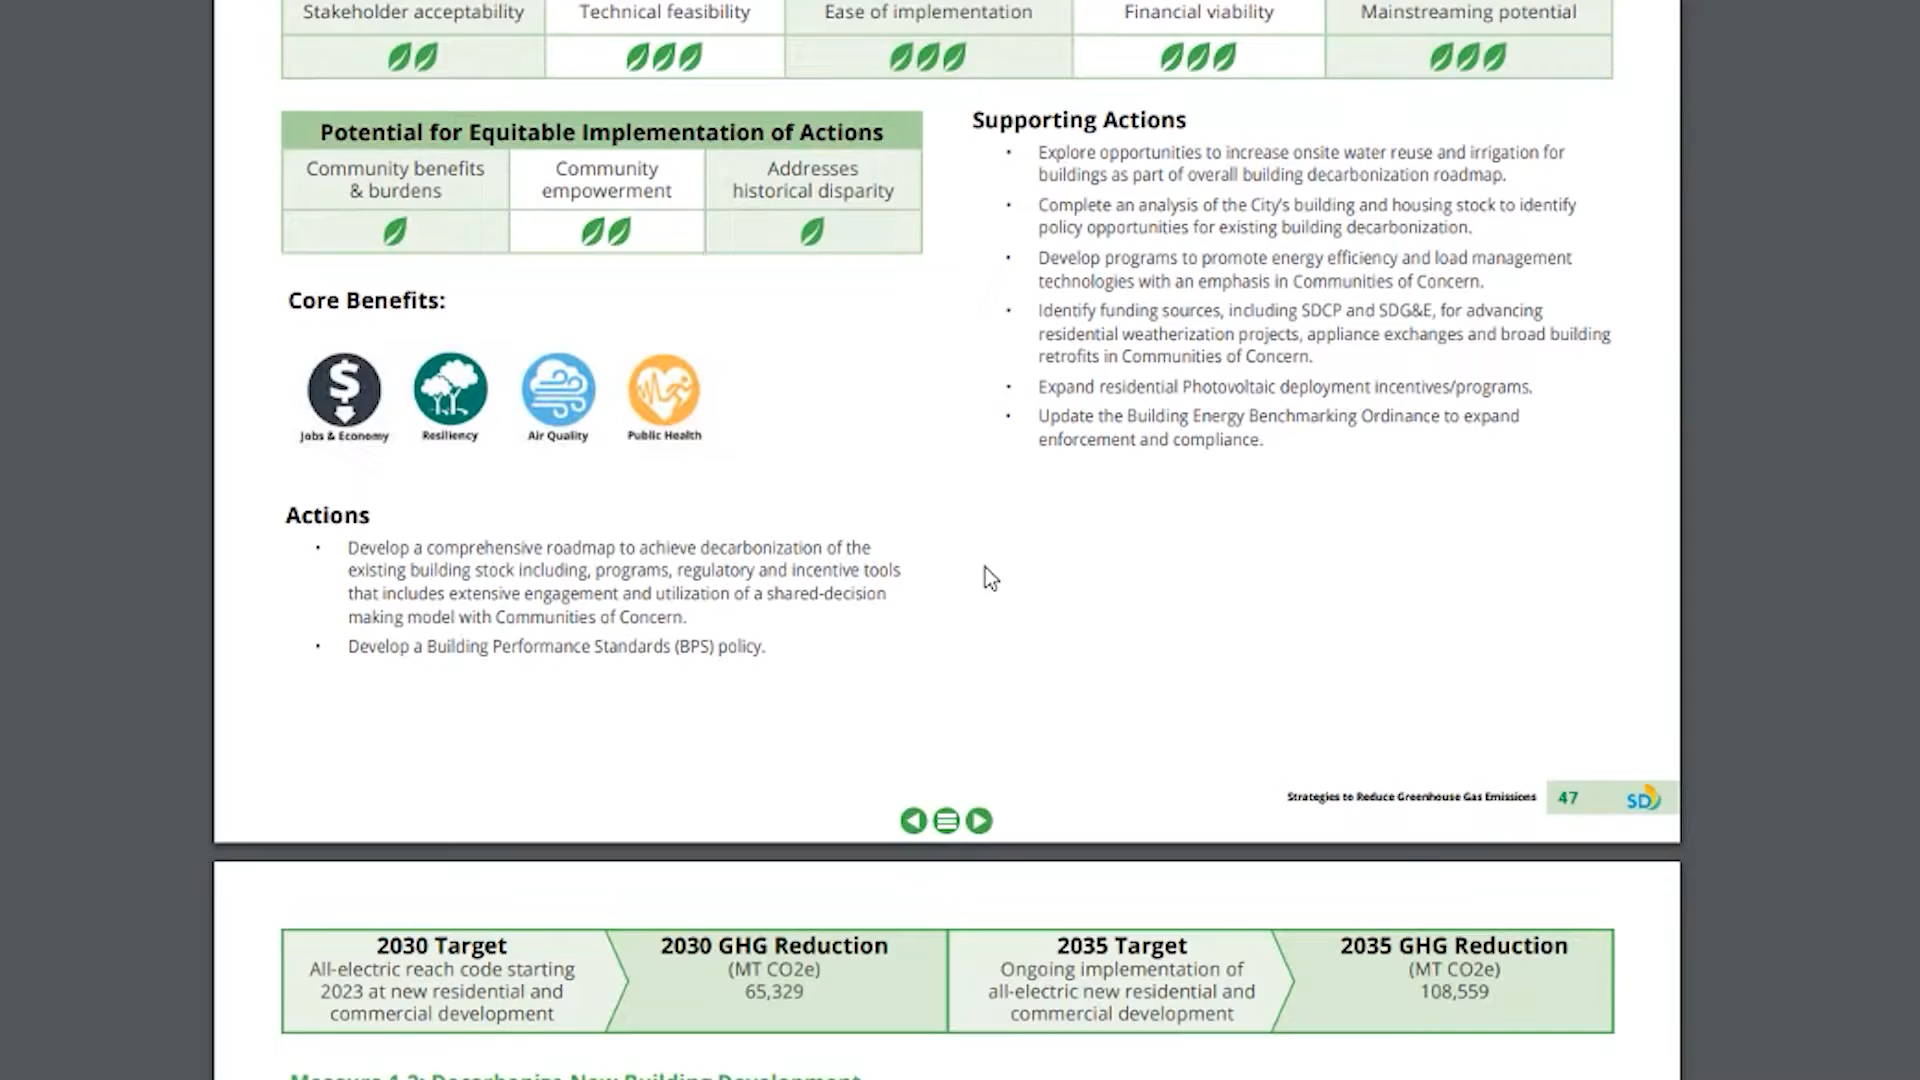 Stakeholder acceptability
Technical feasibility
Ease of implementation
Financial viability
Mainstreaming potential
Potential for Equitable Implementation of Actions
Community benefits
& burdens
Community
empowerment
Addresses
historical disparity
Core Benefits:
Jobs & Economy
Resiliency
Air Quality
Public Health
Actions
• Develop a comprehensive roadmap to achieve decarbonization of the
existing building stock including, programs, regulatory and incentive tools
that includes extensive engagement and utilization of a shared-decision
making model with Communities of Concern.
• Develop a Building Performance Standards (BPS) policy.
Supporting Actions
• Explore opportunities to increase onsite water reuse and irrigation for
buildings as part of overall building decarbonization roadmap.
• Complete an analysis of the City's building and housing stock to identify
policy opportunities for existing building decarbonization.
• Develop programs to promote energy efficiency and load management
technologies with an emphasis in Communities of Concern.
• Identify funding sources, including SDCP and SDG&E, for advancing
residential weatherization projects, appliance exchanges and broad building
retrofits in Communities of Concern.
• Expand residential Photovoltaic deployment incentives/programs.
• Update the Building Energy Benchmarking Ordinance to expand
enforcement and compliance.
Strategies to Reduce Greenhouse Gas Emissions
47
SD
2030 Target
All-electric reach code starting
2023 at new residential and
commercial development
2030 GHG Reduction
(MT CO2e)
65,329
2035 Target
Ongoing implementation of
all-electric new residential and
commercial development
2035 GHG Reduction
(MT CO2e)
108,559
Measure 1.2: Decarbonize New Building Development